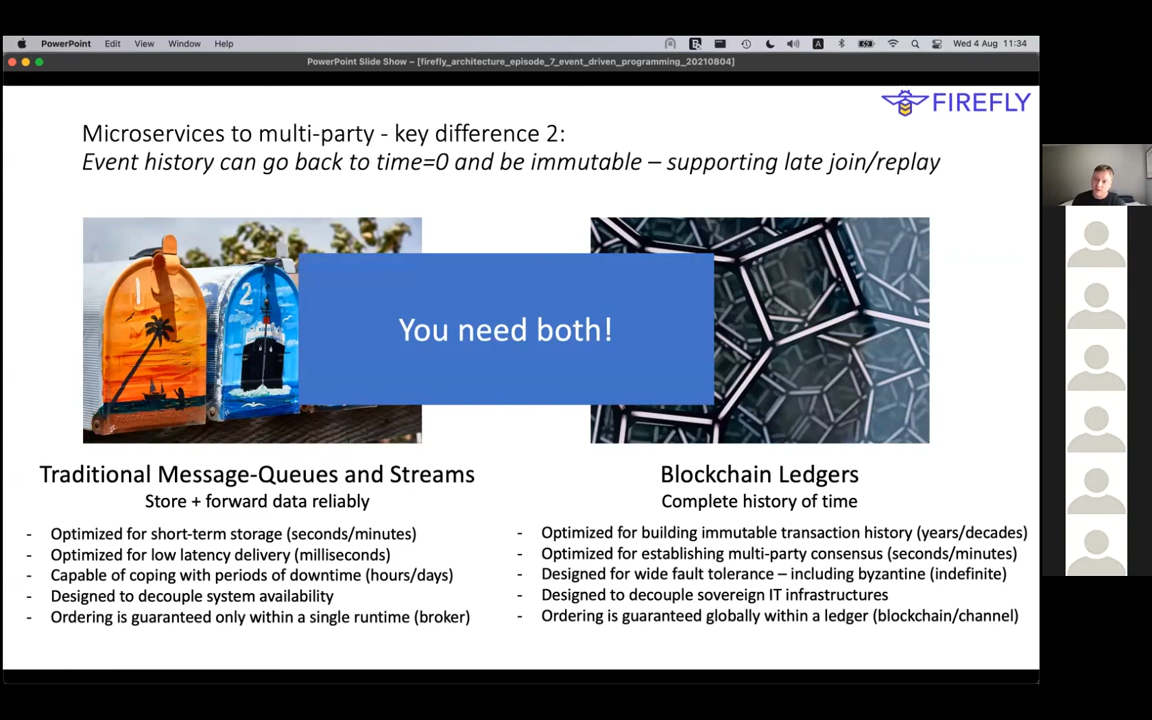 PowerPoint Edit View Window Help A Wed 4 Aug 11:34
PowerPoint Slide Show – [firefly_architecture_episode_7_event_driven_programming_20210804]
FIREFLY
Microservices to multi-party - key difference 2:
Event history can go back to time=0 and be immutable – supporting late join/replay
1
2
You need both!
Traditional Message-Queues and Streams
Store + forward data reliably
- Optimized for short-term storage (seconds/minutes)
- Optimized for low latency delivery (milliseconds)
- Capable of coping with periods of downtime (hours/days)
- Designed to decouple system availability
- Ordering is guaranteed only within a single runtime (broker)
Blockchain Ledgers
Complete history of time
- Optimized for building immutable transaction history (years/decades)
- Optimized for establishing multi-party consensus (seconds/minutes)
- Designed for wide fault tolerance – including byzantine (indefinite)
- Designed to decouple sovereign IT infrastructures
- Ordering is guaranteed globally within a ledger (blockchain/channel)